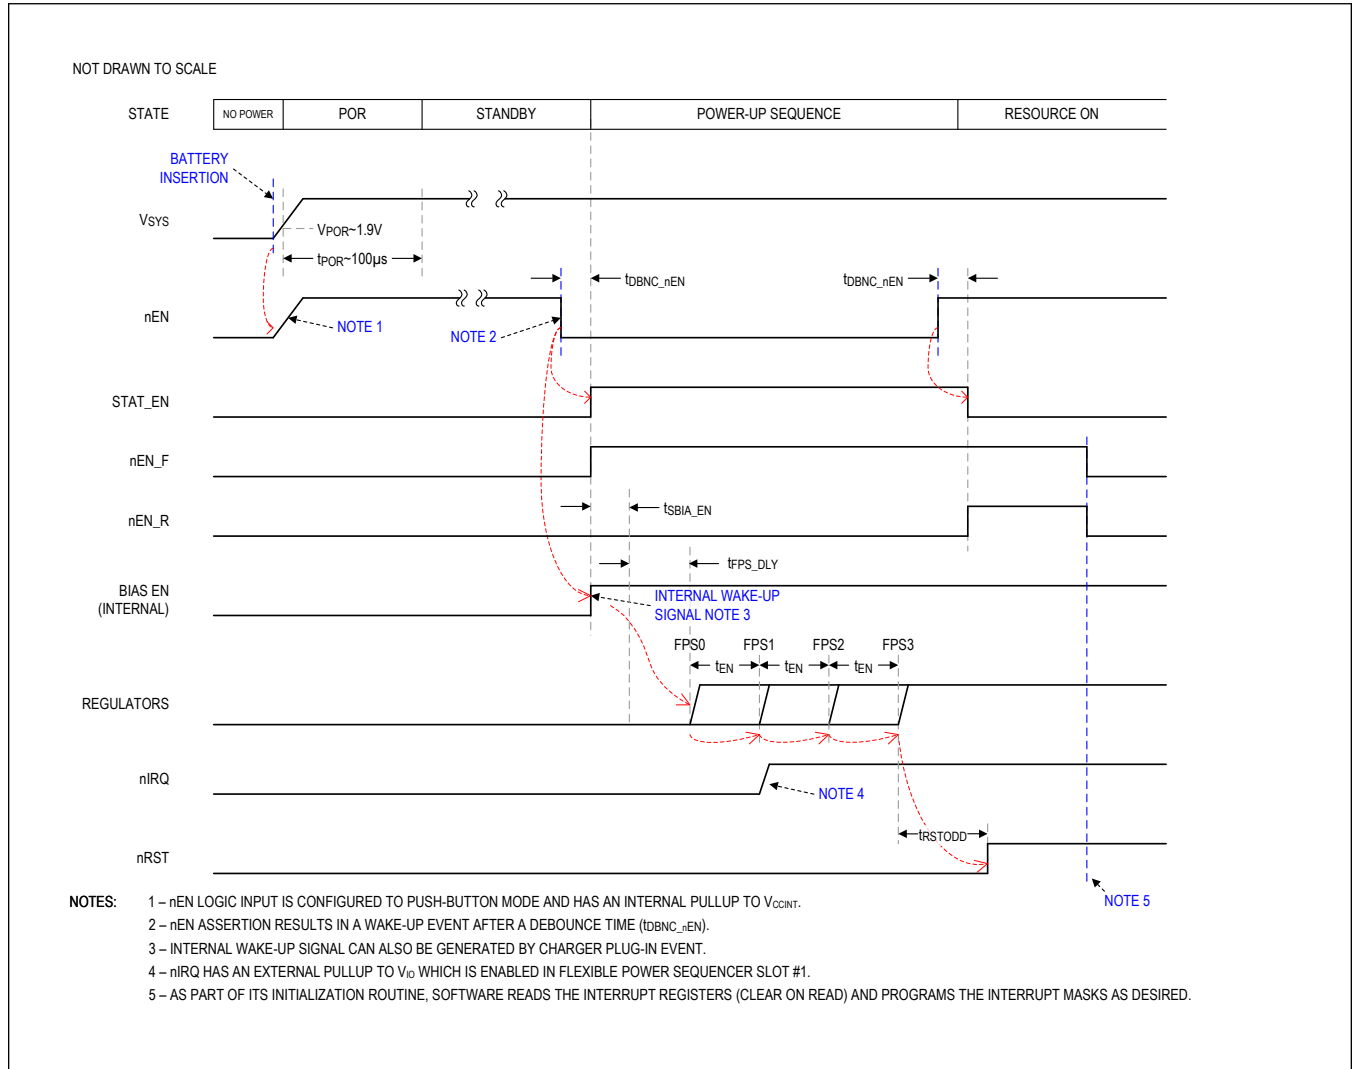 NOT DRAWN TO SCALE
STATE
NO POWER
POR
STANDBY
POWER-UP SEQUENCE
RESOURCE ON
BATTERY
INSERTION
VSYS
VPOR~1.9V
tPOR~100µs
tDBNC_nEN
tDBNC_nEN
nEN
NOTE 1
NOTE 2
STAT_EN
nEN_F
nEN_R
tSBIA_EN
tFPS_DLY
BIAS EN
(INTERNAL)
INTERNAL WAKE-UP
SIGNAL NOTE 3
FPS0
FPS1
FPS2
FPS3
tEN
tEN
tEN
REGULATORS
nIRQ
NOTE 4
tRSTODD
nRST
NOTE 5
NOTES:
1 – nEN LOGIC INPUT IS CONFIGURED TO PUSH-BUTTON MODE AND HAS AN INTERNAL PULLUP TO VCCINT.
2 – nEN ASSERTION RESULTS IN A WAKE-UP EVENT AFTER A DEBOUNCE TIME (tDBNC_nEN).
3 – INTERNAL WAKE-UP SIGNAL CAN ALSO BE GENERATED BY CHARGER PLUG-IN EVENT.
4 – nIRQ HAS AN EXTERNAL PULLUP TO VIO WHICH IS ENABLED IN FLEXIBLE POWER SEQUENCER SLOT #1.
5 – AS PART OF ITS INITIALIZATION ROUTINE, SOFTWARE READS THE INTERRUPT REGISTERS (CLEAR ON READ) AND PROGRAMS THE INTERRUPT MASKS AS DESIRED.